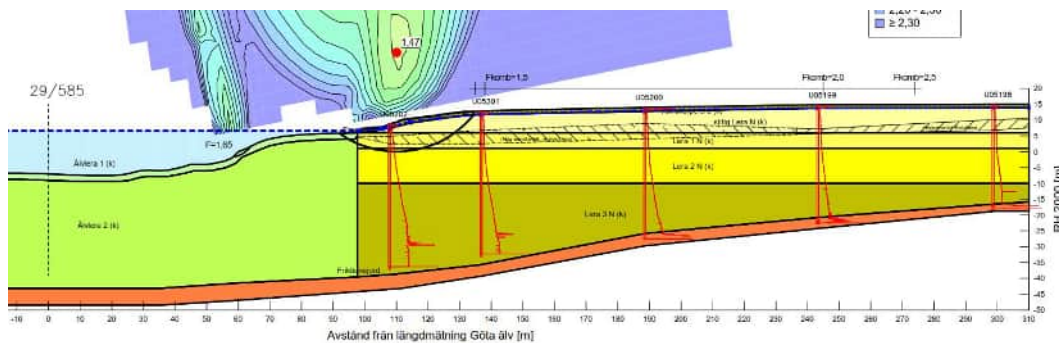 ≥ 2,30
1,47
29/585
Fkomb=1,5
Fkomb=2,0
Fkomb=2,5
U05201
U05200
U05199
U05198
F=1,85
Älvlera 1 (k)
Älvlera 2 (k)
Lera 1 N (k)
Lera 2 N (k)
Lera 3 N (k)
20
15
10
5
0
-5
-10
-15
-20
-25
-30
-35
-40
-45
-50
RH 2000 [m]
-10 0 10 20 30 40 50 60 70 80 90 100 110 120 130 140 150 160 170 180 190 200 210 220 230 240 250 260 270 280 290 300 310
Avstånd från längdmätning Göta älv [m]